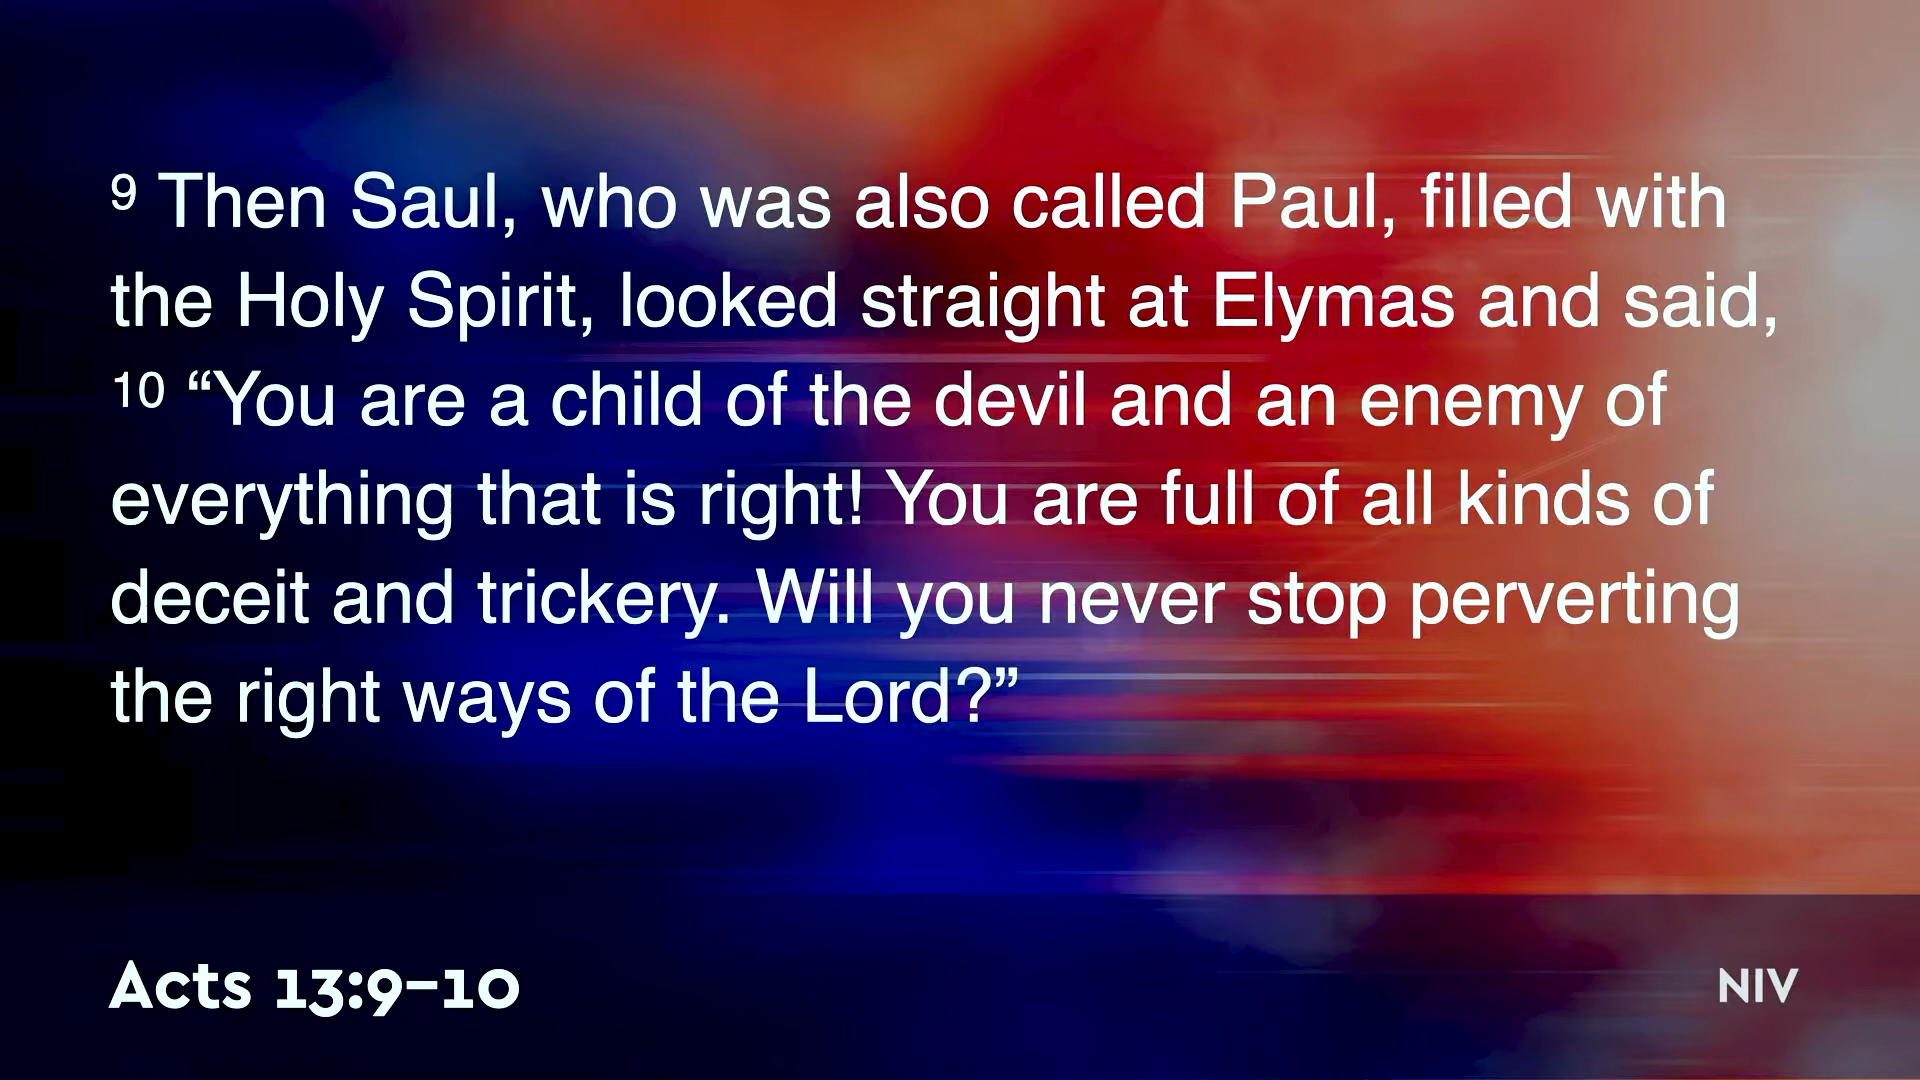 9 Then Saul, who was also called Paul, filled with
the Holy Spirit, looked straight at Elymas and said,
10 “You are a child of the devil and an enemy of
everything that is right! You are full of all kinds of
deceit and trickery. Will you never stop perverting
the right ways of the Lord?”
Acts 13:9–10
NIV